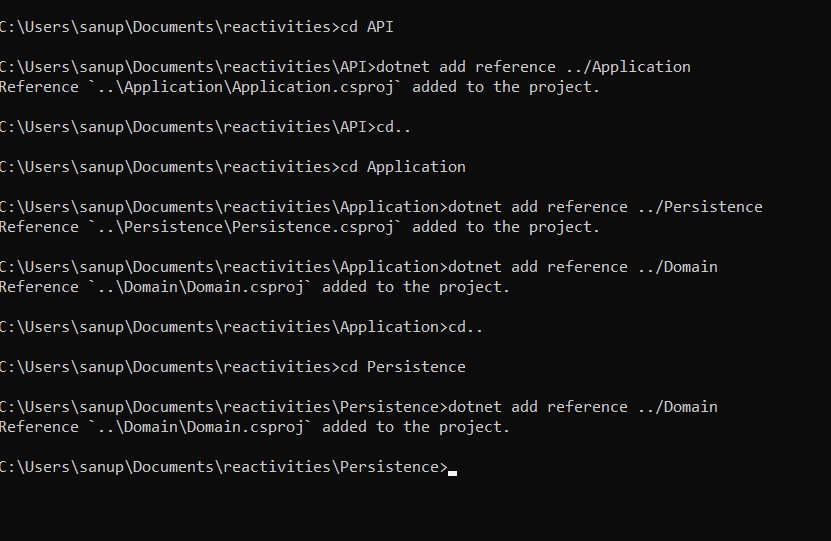 C:\Users\sanup\Documents\reactivities>cd API
C:\Users\sanup\Documents\reactivities\API>dotnet add reference ../Application
Reference `..\Application\Application.csproj` added to the project.
C:\Users\sanup\Documents\reactivities\API>cd..
C:\Users\sanup\Documents\reactivities>cd Application
C:\Users\sanup\Documents\reactivities\Application>dotnet add reference ../Persistence
Reference `..\Persistence\Persistence.csproj` added to the project.
C:\Users\sanup\Documents\reactivities\Application>dotnet add reference ../Domain
Reference `..\Domain\Domain.csproj` added to the project.
C:\Users\sanup\Documents\reactivities\Application>cd..
C:\Users\sanup\Documents\reactivities>cd Persistence
C:\Users\sanup\Documents\reactivities\Persistence>dotnet add reference ../Domain
Reference `..\Domain\Domain.csproj` added to the project.
C:\Users\sanup\Documents\reactivities\Persistence>